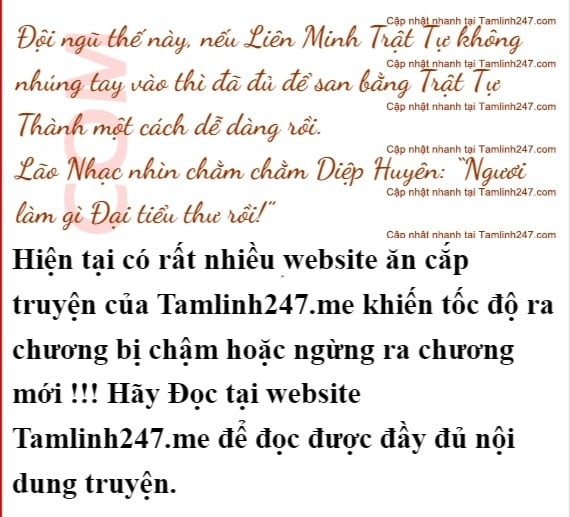 Cập nhật nhanh tại Tamlinh247.com
Đội ngũ thế này, nếu Liên Minh Trật Tự không
Cập nhật nhanh tại Tamlinh247.com
nhúng tay vào thì đã đủ để san bằng Trật Tự
Cập nhật nhanh tại Tamlinh247.com
Thành một cách dễ dàng rồi.
Cập nhật nhanh tại Tamlinh247.com
Lão Nhạc nhìn chằm chằm Diệp Huyên: “Ngươi
Cập nhật nhanh tại Tamlinh247.com
làm gì Đại tiểu thư rồi!”
Cập nhật nhanh tại Tamlinh247.com
COM
Hiện tại có rất nhiều website ăn cắp
truyện của Tamlinh247.me khiến tốc độ ra
chương bị chậm hoặc ngừng ra chương
mới !!! Hãy Đọc tại website
Tamlinh247.me để đọc được đầy đủ nội
dung truyện.